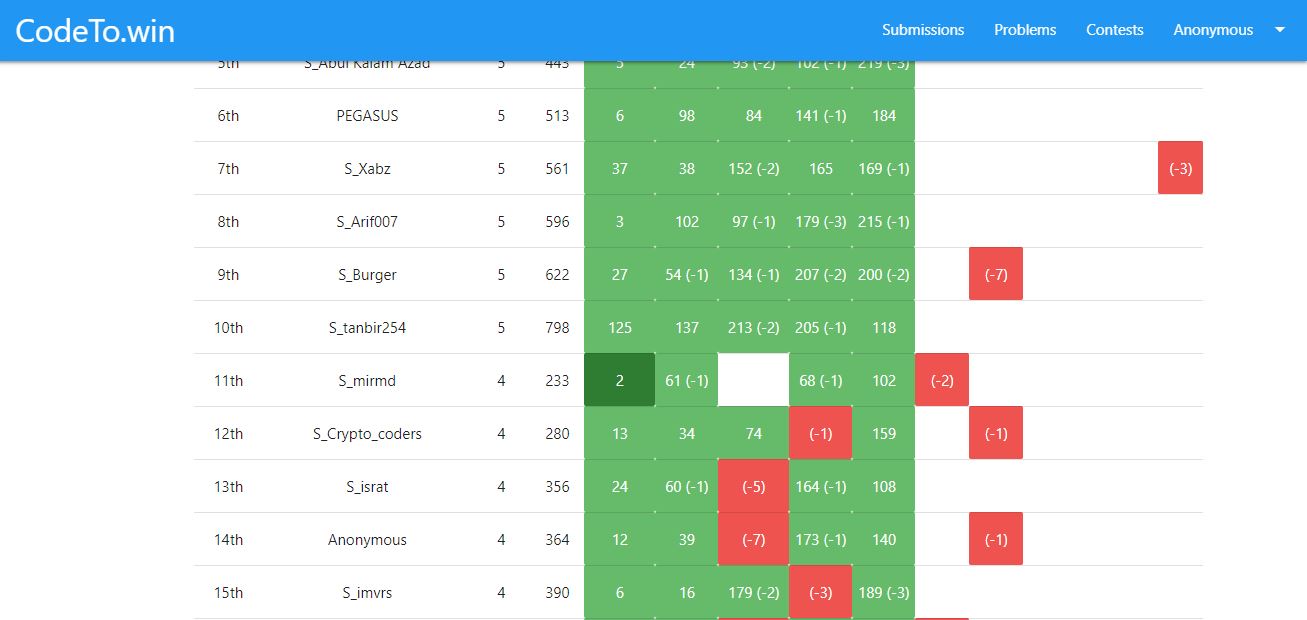 CodeTo.win Submissions Problems Contests Anonymous
5th S_Abul Kalam Azad 5 443 5 24 93 (-2) 102 (-1) 219 (-3)
6th PEGASUS 5 513 6 98 84 141 (-1) 184
7th S_Xabz 5 561 37 38 152 (-2) 165 169 (-1) (-3)
8th S_Arif007 5 596 3 102 97 (-1) 179 (-3) 215 (-1)
9th S_Burger 5 622 27 54 (-1) 134 (-1) 207 (-2) 200 (-2) (-7)
10th S_tanbir254 5 798 125 137 213 (-2) 205 (-1) 118
11th S_mirmd 4 233 2 61 (-1) 68 (-1) 102 (-2)
12th S_Crypto_coders 4 280 13 34 74 (-1) 159 (-1)
13th S_israt 4 356 24 60 (-1) (-5) 164 (-1) 108
14th Anonymous 4 364 12 39 (-7) 173 (-1) 140 (-1)
15th S_imvrs 4 390 6 16 179 (-2) (-3) 189 (-3)